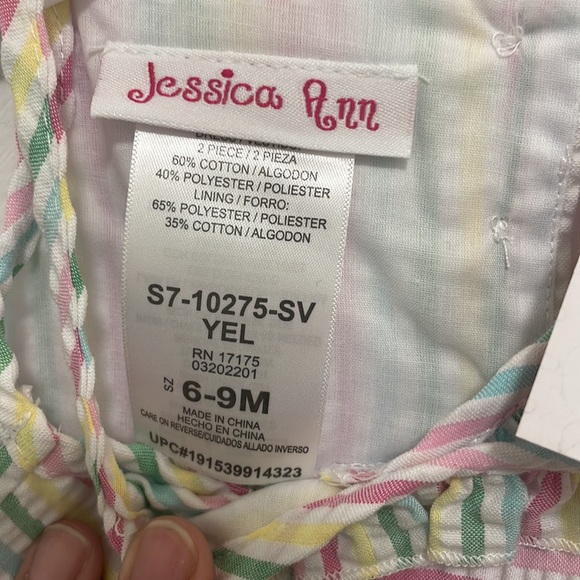 Jessica Ann
2 PIECE / 2 PIEZA
60% COTTON / ALGODON
40% POLYESTER / POLIESTER
LINING / FORRO:
65% POLYESTER / POLIESTER
35% COTTON / ALGODON
S7-10275-SV
YEL
RN 17175
03202201
SZ 6-9M
MADE IN CHINA
HECHO EN CHINA
CARE ON REVERSE/CUIDADOS ALLADO INVERSO
UPC#191539914323